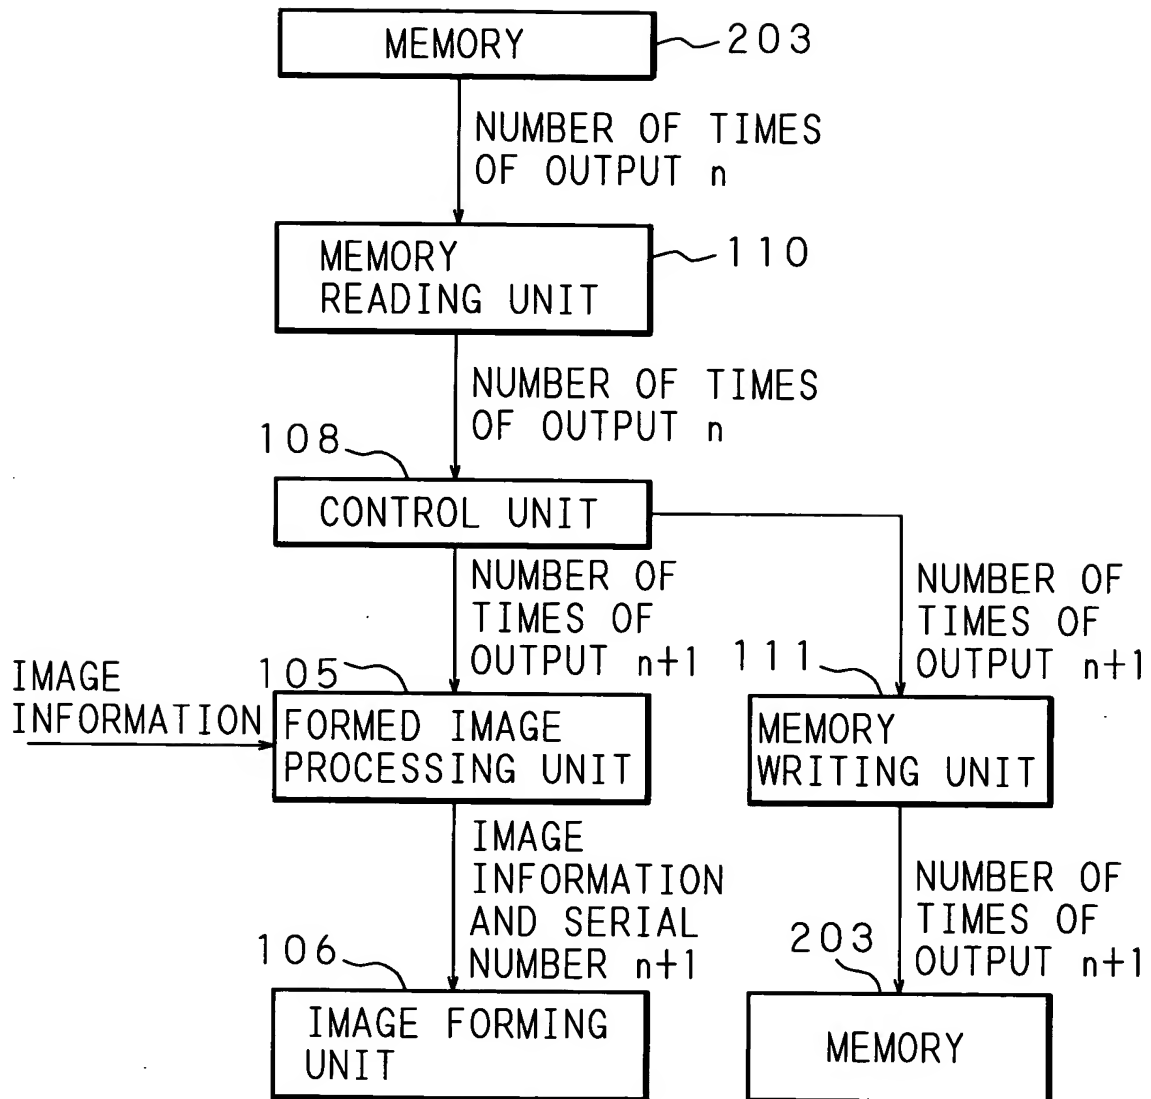 MEMORY
203
NUMBER OF TIMES
OF OUTPUT n
MEMORY
READING UNIT
110
NUMBER OF TIMES
OF OUTPUT n
108
CONTROL UNIT
NUMBER OF
TIMES OF
OUTPUT n+1
NUMBER OF
TIMES OF
OUTPUT n+1
IMAGE
INFORMATION
105
FORMED IMAGE
PROCESSING UNIT
111
MEMORY
WRITING UNIT
IMAGE
INFORMATION
AND SERIAL
NUMBER n+1
NUMBER OF
TIMES OF
OUTPUT n+1
106
IMAGE FORMING
UNIT
203
MEMORY